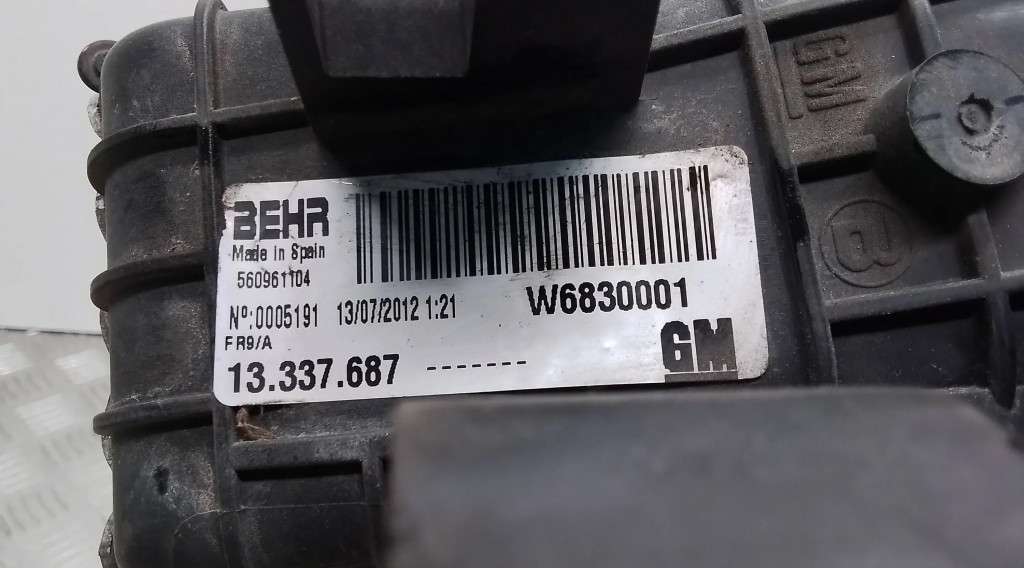 BEHR
Made in Spain
560961104
Nº:0005191 13/07/2012 1:21 W6830001
FR9/A
13.337.687 ------- GM
GM
B